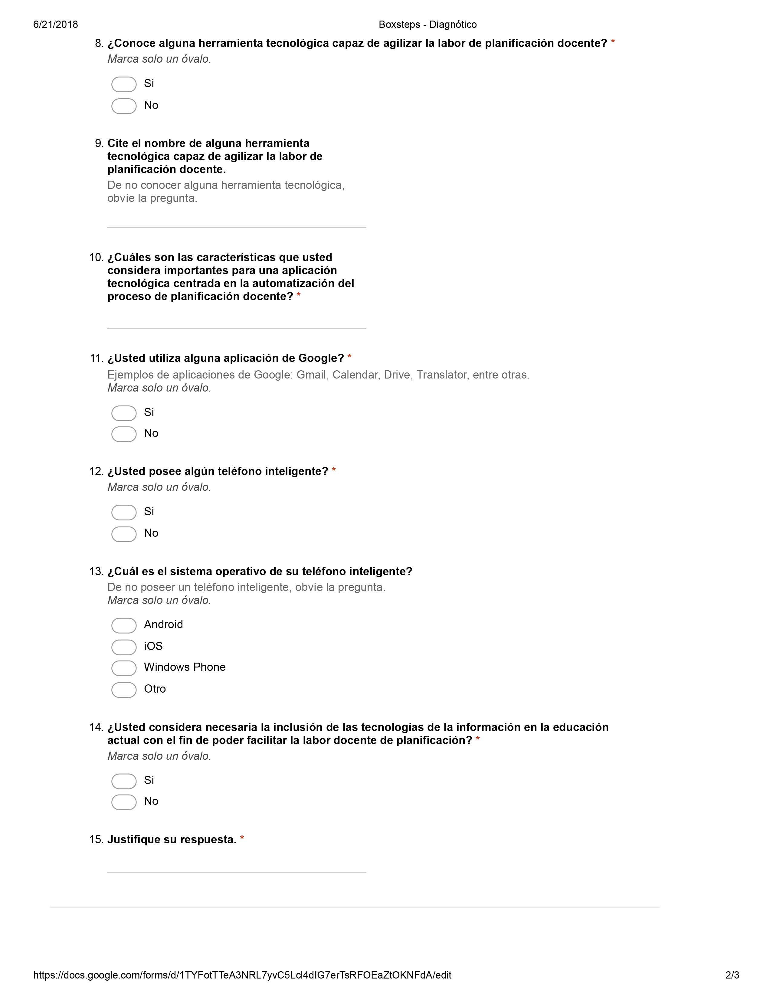 6/21/2018 Boxsteps - Diagnótico
8. ¿Conoce alguna herramienta tecnológica capaz de agilizar la labor de planificación docente? *
Marca solo un óvalo.
Si
No
9. Cite el nombre de alguna herramienta
tecnológica capaz de agilizar la labor de
planificación docente.
De no conocer alguna herramienta tecnológica,
obvíe la pregunta.
10. ¿Cuáles son las características que usted
considera importantes para una aplicación
tecnológica centrada en la automatización del
proceso de planificación docente? *
11. ¿Usted utiliza alguna aplicación de Google? *
Ejemplos de aplicaciones de Google: Gmail, Calendar, Drive, Translator, entre otras.
Marca solo un óvalo.
Si
No
12. ¿Usted posee algún teléfono inteligente? *
Marca solo un óvalo.
Si
No
13. ¿Cuál es el sistema operativo de su teléfono inteligente?
De no poseer un teléfono inteligente, obvíe la pregunta.
Marca solo un óvalo.
Android
iOS
Windows Phone
Otro
14. ¿Usted considera necesaria la inclusión de las tecnologías de la información en la educación
actual con el fin de poder facilitar la labor docente de planificación? *
Marca solo un óvalo.
Si
No
15. Justifique su respuesta. *
https://docs.google.com/forms/d/1TYFotTTeA3NRL7yvC5Lcl4dIG7erTsRFOEaZtOKNFdA/edit 2/3